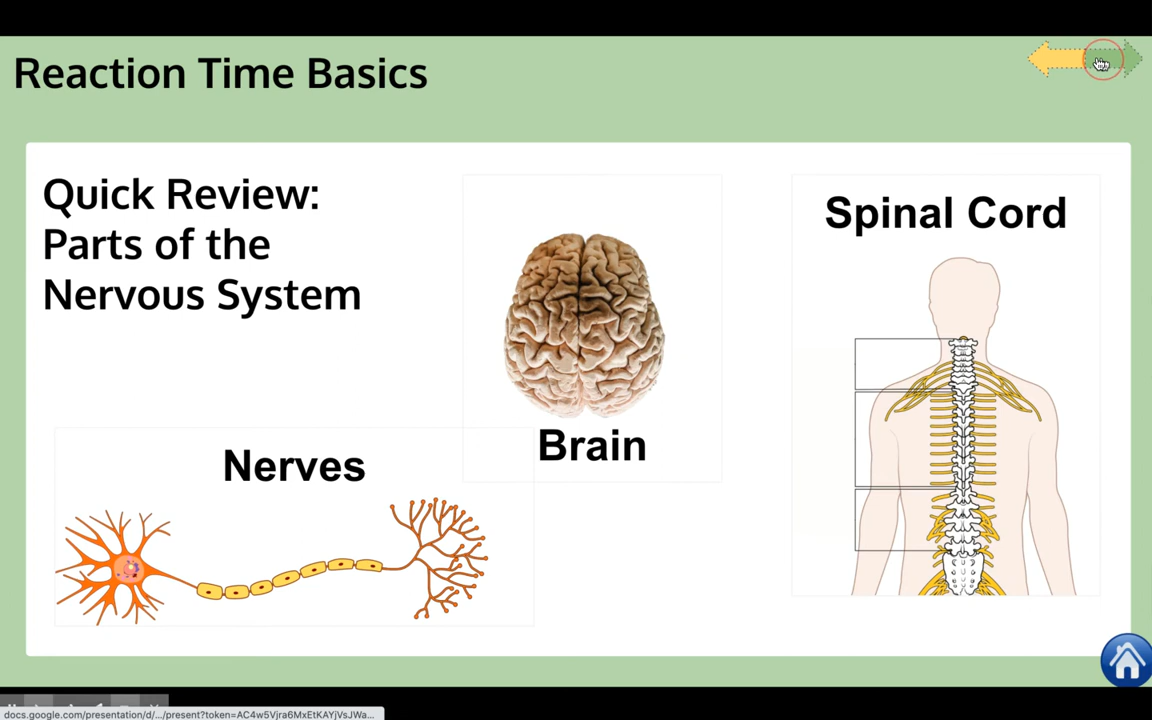 Reaction Time Basics
Quick Review:
Parts of the
Nervous System
Spinal Cord
Brain
Nerves
docs.google.com/presentation/d/.../present?token=AC4w5Vjra6MxEtKAYjVsJWa...